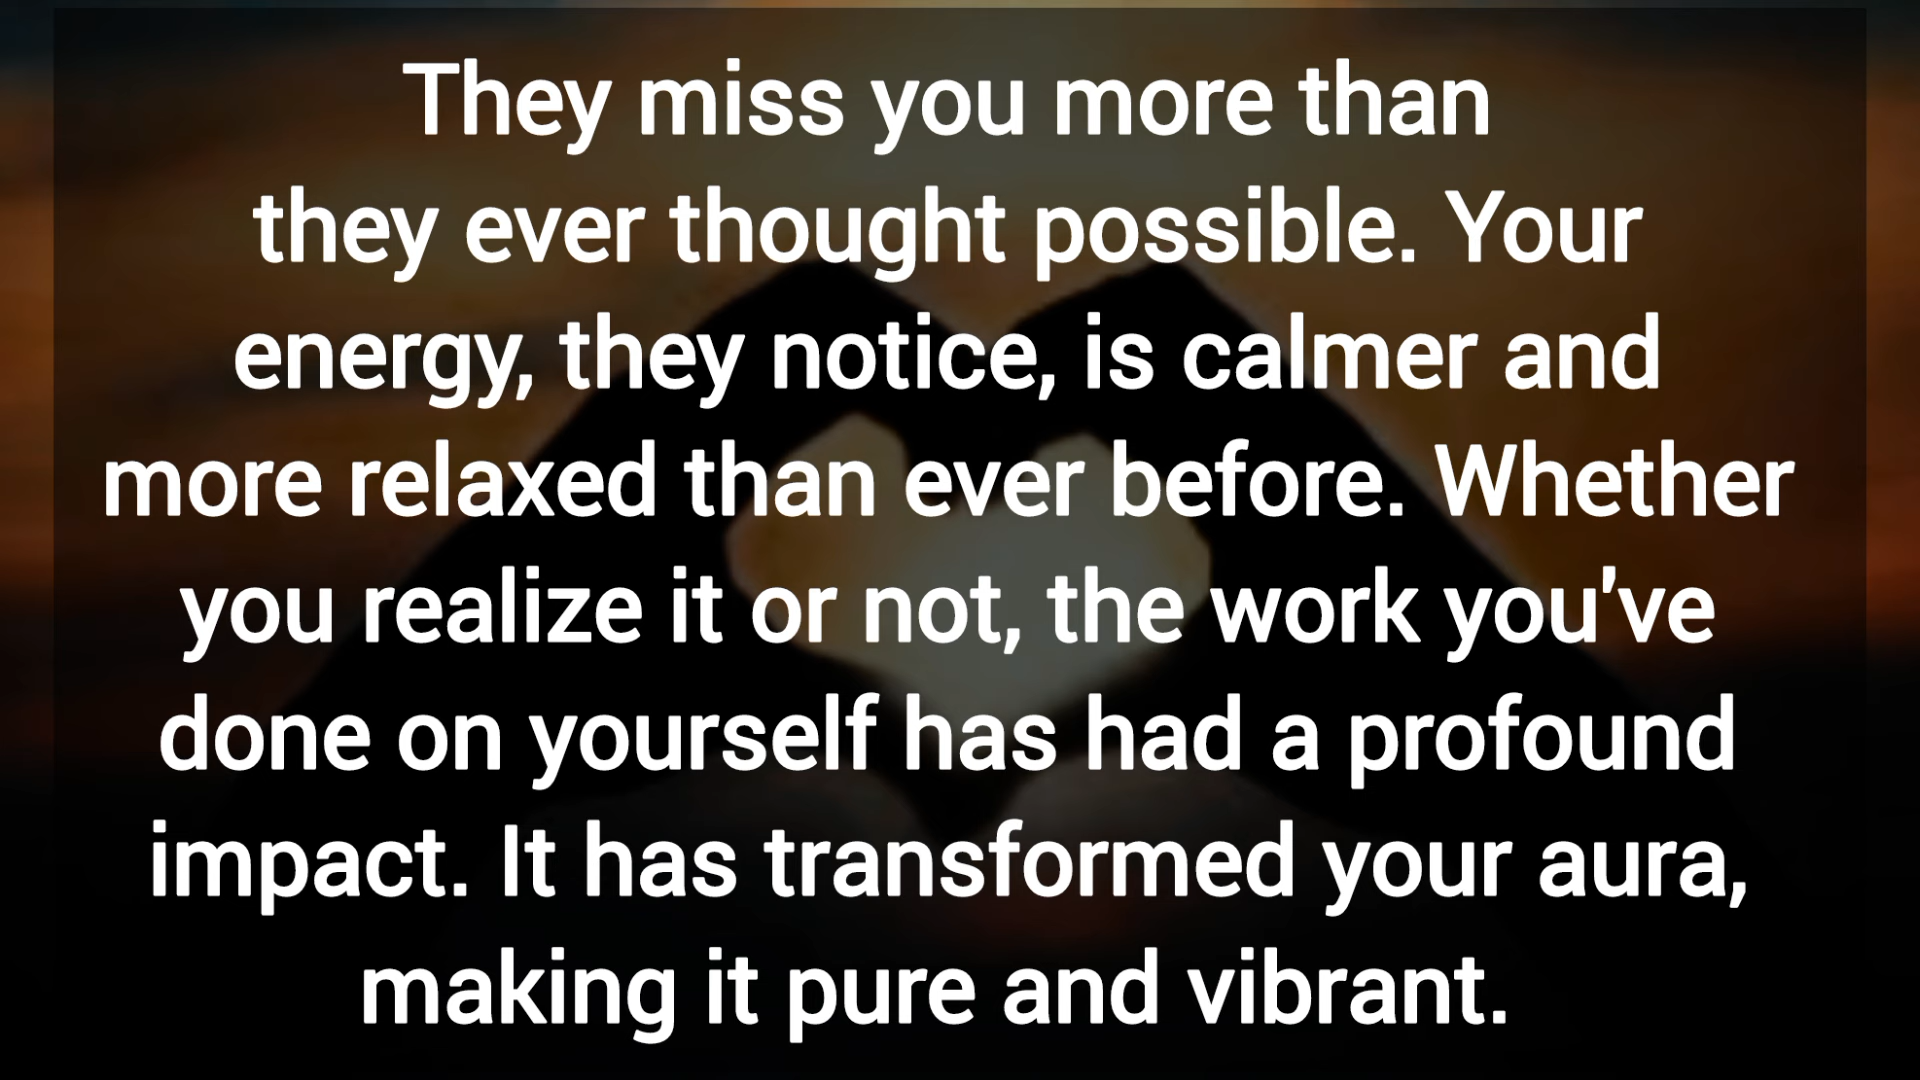 They miss you more than
they ever thought possible. Your
energy, they notice, is calmer and
more relaxed than ever before. Whether
you realize it or not, the work you've
done on yourself has had a profound
impact. It has transformed your aura,
making it pure and vibrant.